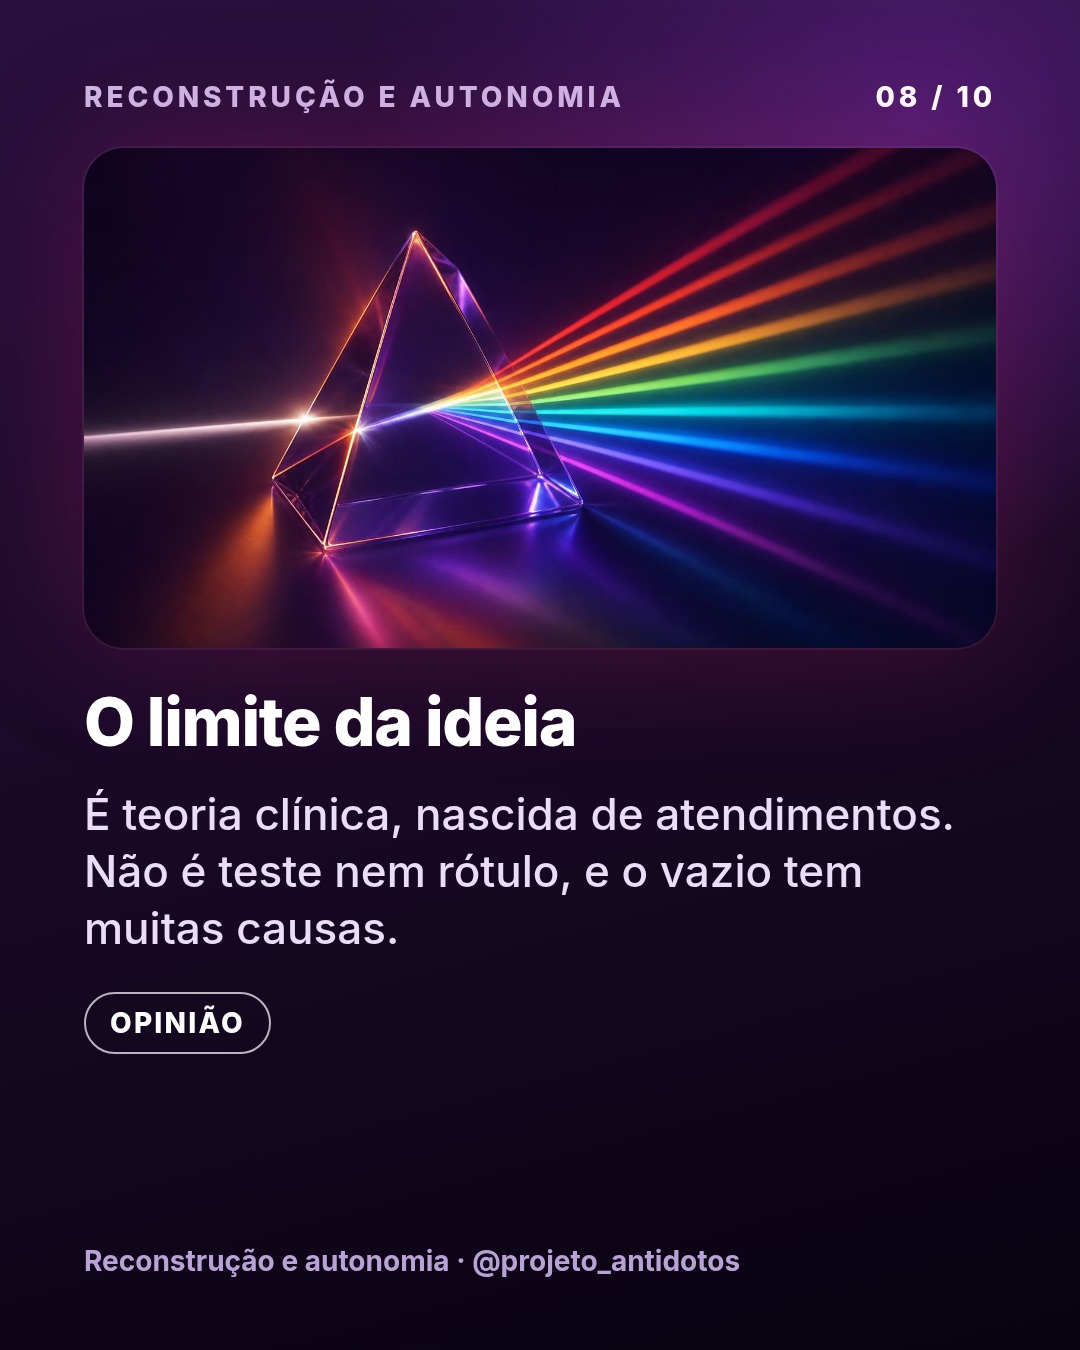 RECONSTRUÇÃO E AUTONOMIA
08 / 10
O limite da ideia
É teoria clínica, nascida de atendimentos.
Não é teste nem rótulo, e o vazio tem
muitas causas.
OPINIÃO
Reconstrução e autonomia · @projeto_antidotos